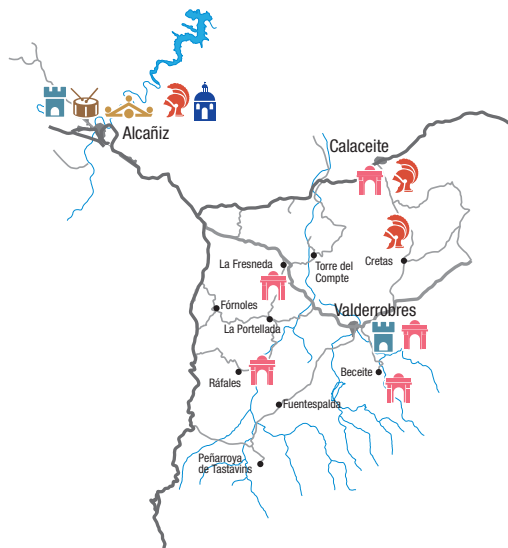 Alcañiz
Calaceite
La Fresneda
Torre del
Compte
Cretas
Fórnoles
Valderrobres
La Portellada
Ráfales
Beceite
Fuentespalda
Peñarroya
de Tastavins